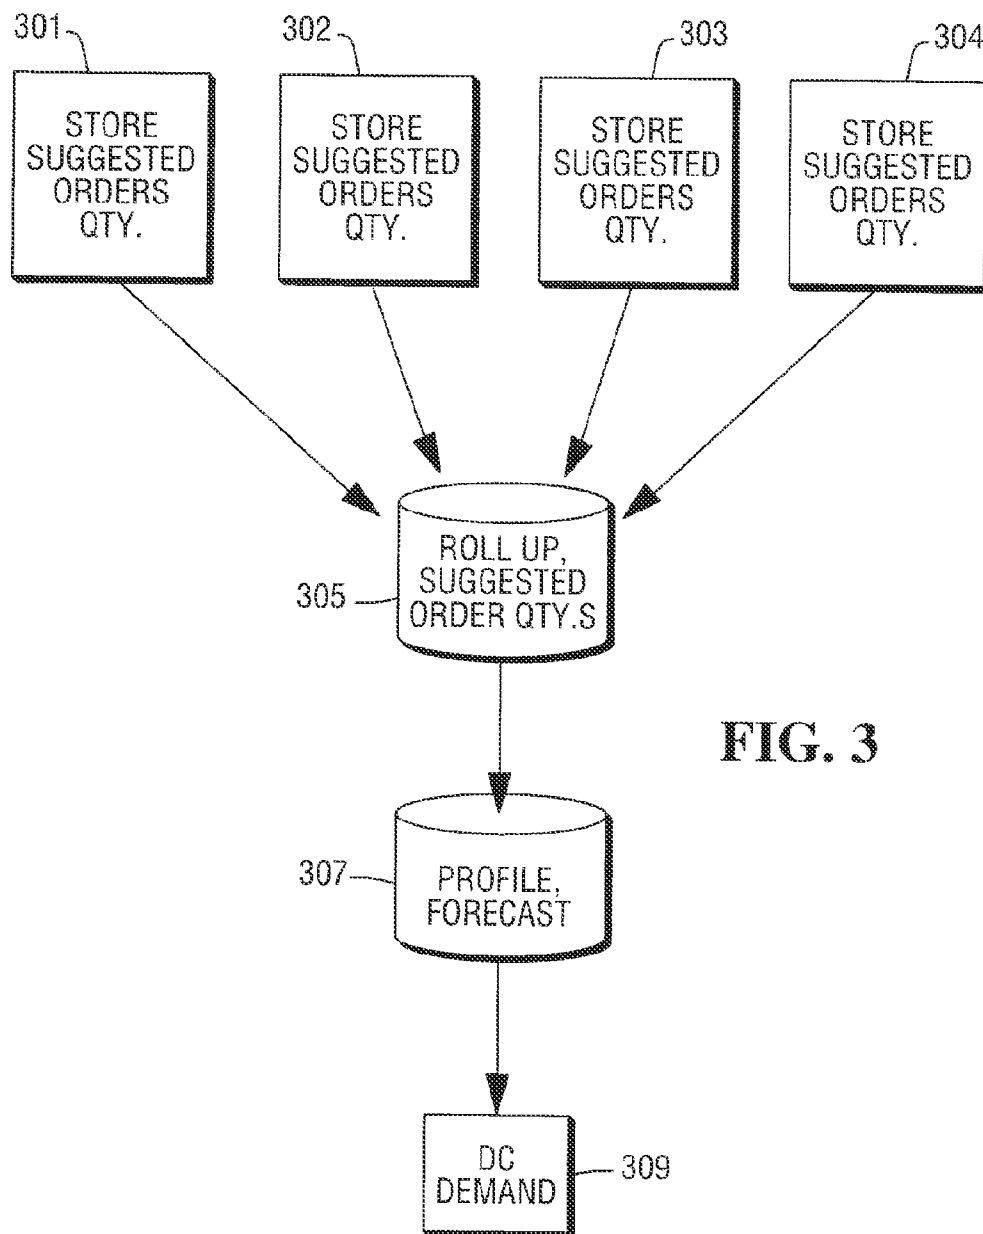 301
302
303
304
STORE
SUGGESTED
ORDERS
QTY.
STORE
SUGGESTED
ORDERS
QTY.
STORE
SUGGESTED
ORDERS
QTY.
STORE
SUGGESTED
ORDERS
QTY.
305
ROLL UP,
SUGGESTED
ORDER QTY.S
FIG. 3
307
PROFILE,
FORECAST
DC
DEMAND
309